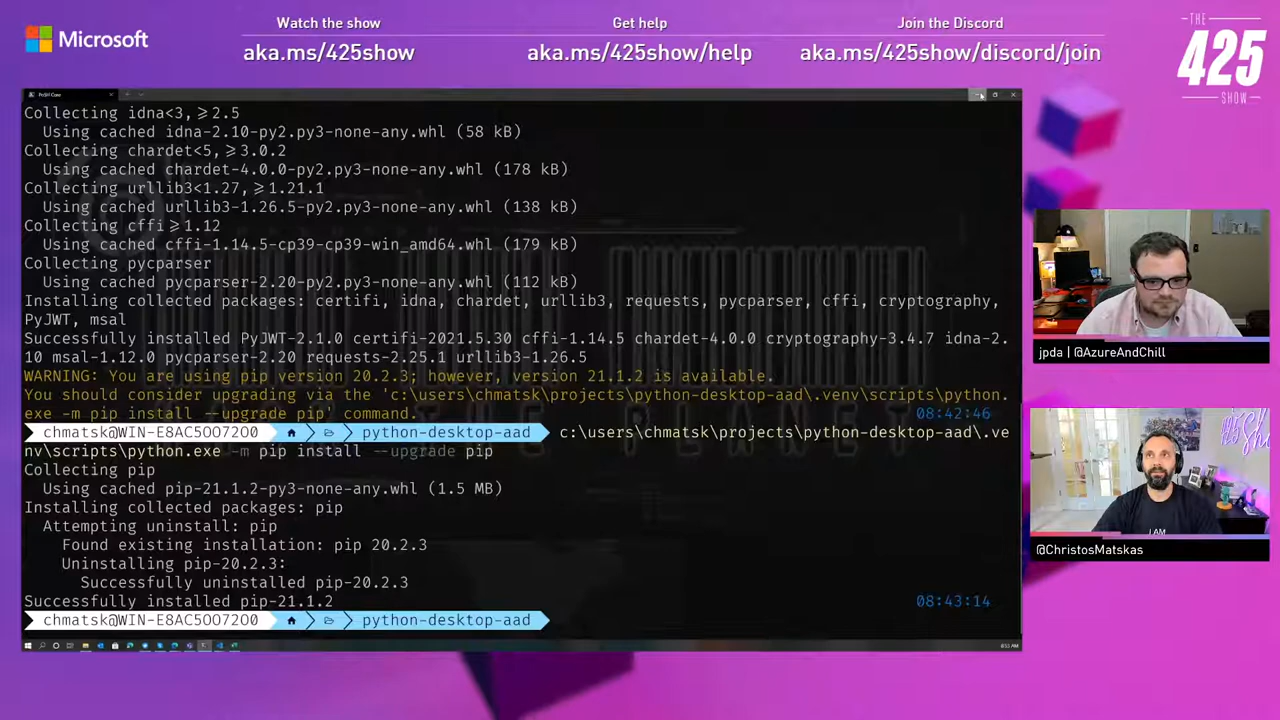 Microsoft
Watch the show
aka.ms/425show
Get help
aka.ms/425show/help
Join the Discord
aka.ms/425show/discord/join
THE
425
SHOW
Collecting idna<3,⩾2.5
Using cached idna-2.10-py2.py3-none-any.whl (58 kB)
Collecting chardet<5,⩾3.0.2
Using cached chardet-4.0.0-py2.py3-none-any.whl (178 kB)
Collecting urllib3<1.27,⩾1.21.1
Using cached urllib3-1.26.5-py2.py3-none-any.whl (138 kB)
Collecting cffi⩾1.12
Using cached cffi-1.14.5-cp39-cp39-win_amd64.whl (179 kB)
Collecting pycparser
Using cached pycparser-2.20-py2.py3-none-any.whl (112 kB)
Installing collected packages: certifi, idna, chardet, urllib3, requests, pycparser, cffi, cryptography,
PyJWT, msal
Successfully installed PyJWT-2.1.0 certifi-2021.5.30 cffi-1.14.5 chardet-4.0.0 cryptography-3.4.7 idna-2.
10 msal-1.12.0 pycparser-2.20 requests-2.25.1 urllib3-1.26.5
WARNING: You are using pip version 20.2.3; however, version 21.1.2 is available.
You should consider upgrading via the 'c:\users\chmatsk\projects\python-desktop-aad\.venv\scripts\python.
exe -m pip install --upgrade pip' command. 08:42:46
chmatsk@WIN-E8AC5OO72OO python-desktop-aad c:\users\chmatsk\projects\python-desktop-aad\.ve
nv\scripts\python.exe -m pip install --upgrade pip
Collecting pip
Using cached pip-21.1.2-py3-none-any.whl (1.5 MB)
Installing collected packages: pip
Attempting uninstall: pip
Found existing installation: pip 20.2.3
Uninstalling pip-20.2.3:
Successfully uninstalled pip-20.2.3
Successfully installed pip-21.1.2 08:43:14
chmatsk@WIN-E8AC5OO72OO python-desktop-aad
THE PLANET
jpda | @AzureAndChill
I AM
@ChristosMatskas